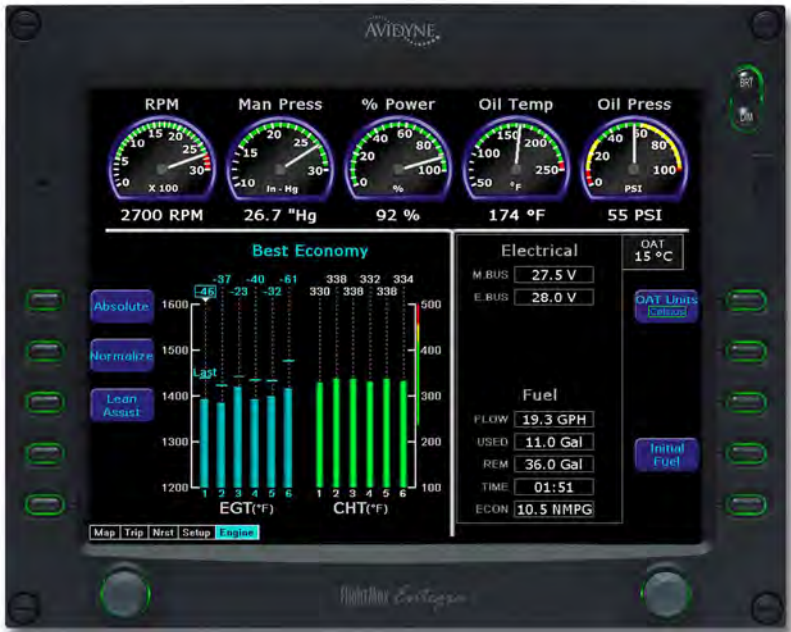 AVIDYNE
BRT
DIM
RPM Man Press % Power Oil Temp Oil Press
0 5 10 15 20 25 30 X 100
10 15 20 25 30 In - Hg
0 20 40 60 80 100 %
50 100 150 200 250 °F
0 20 40 60 80 100 PSI
2700 RPM 26.7 "Hg 92 % 174 °F 55 PSI
Best Economy
-37 -40 -61
-46 -23 -32
338 332 334
330 338 338
Absolute
Normalize
Lean
Assist
1600
1500
1400
1300
1200
Last
1 2 3 4 5 6
EGT(°F)
500
400
300
200
100
1 2 3 4 5 6
CHT(°F)
Electrical
M.BUS 27.5 V
E.BUS 28.0 V
OAT
15 °C
OAT Units
Celsius
Fuel
FLOW 19.3 GPH
USED 11.0 Gal
REM 36.0 Gal
TIME 01:51
ECON 10.5 NMPG
Initial
Fuel
Map Trip Nrst Setup Engine
FlightMax Entegra